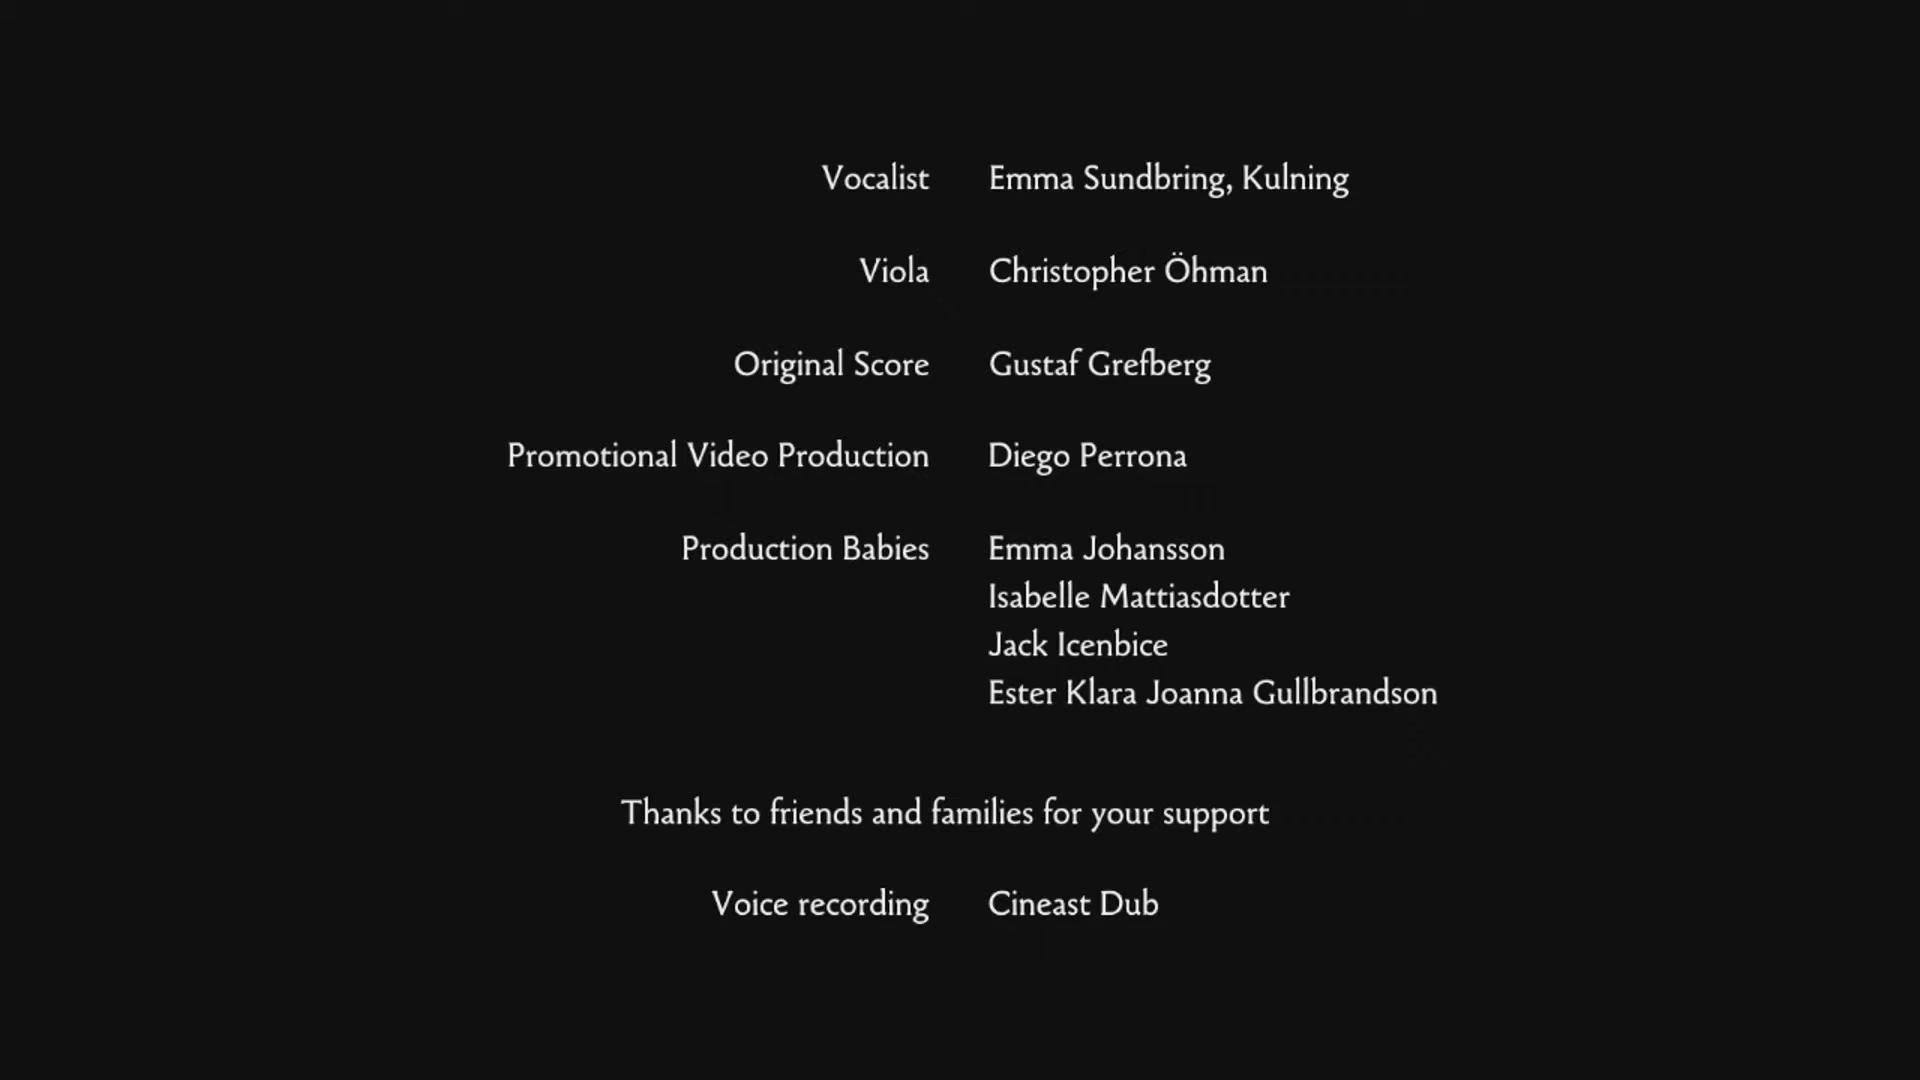 Vocalist Emma Sundbring, Kulning
Viola Christopher Öhman
Original Score Gustaf Grefberg
Promotional Video Production Diego Perrona
Production Babies Emma Johansson
Isabelle Mattiasdotter
Jack Icenbice
Ester Klara Joanna Gullbrandson
Thanks to friends and families for your support
Voice recording Cineast Dub